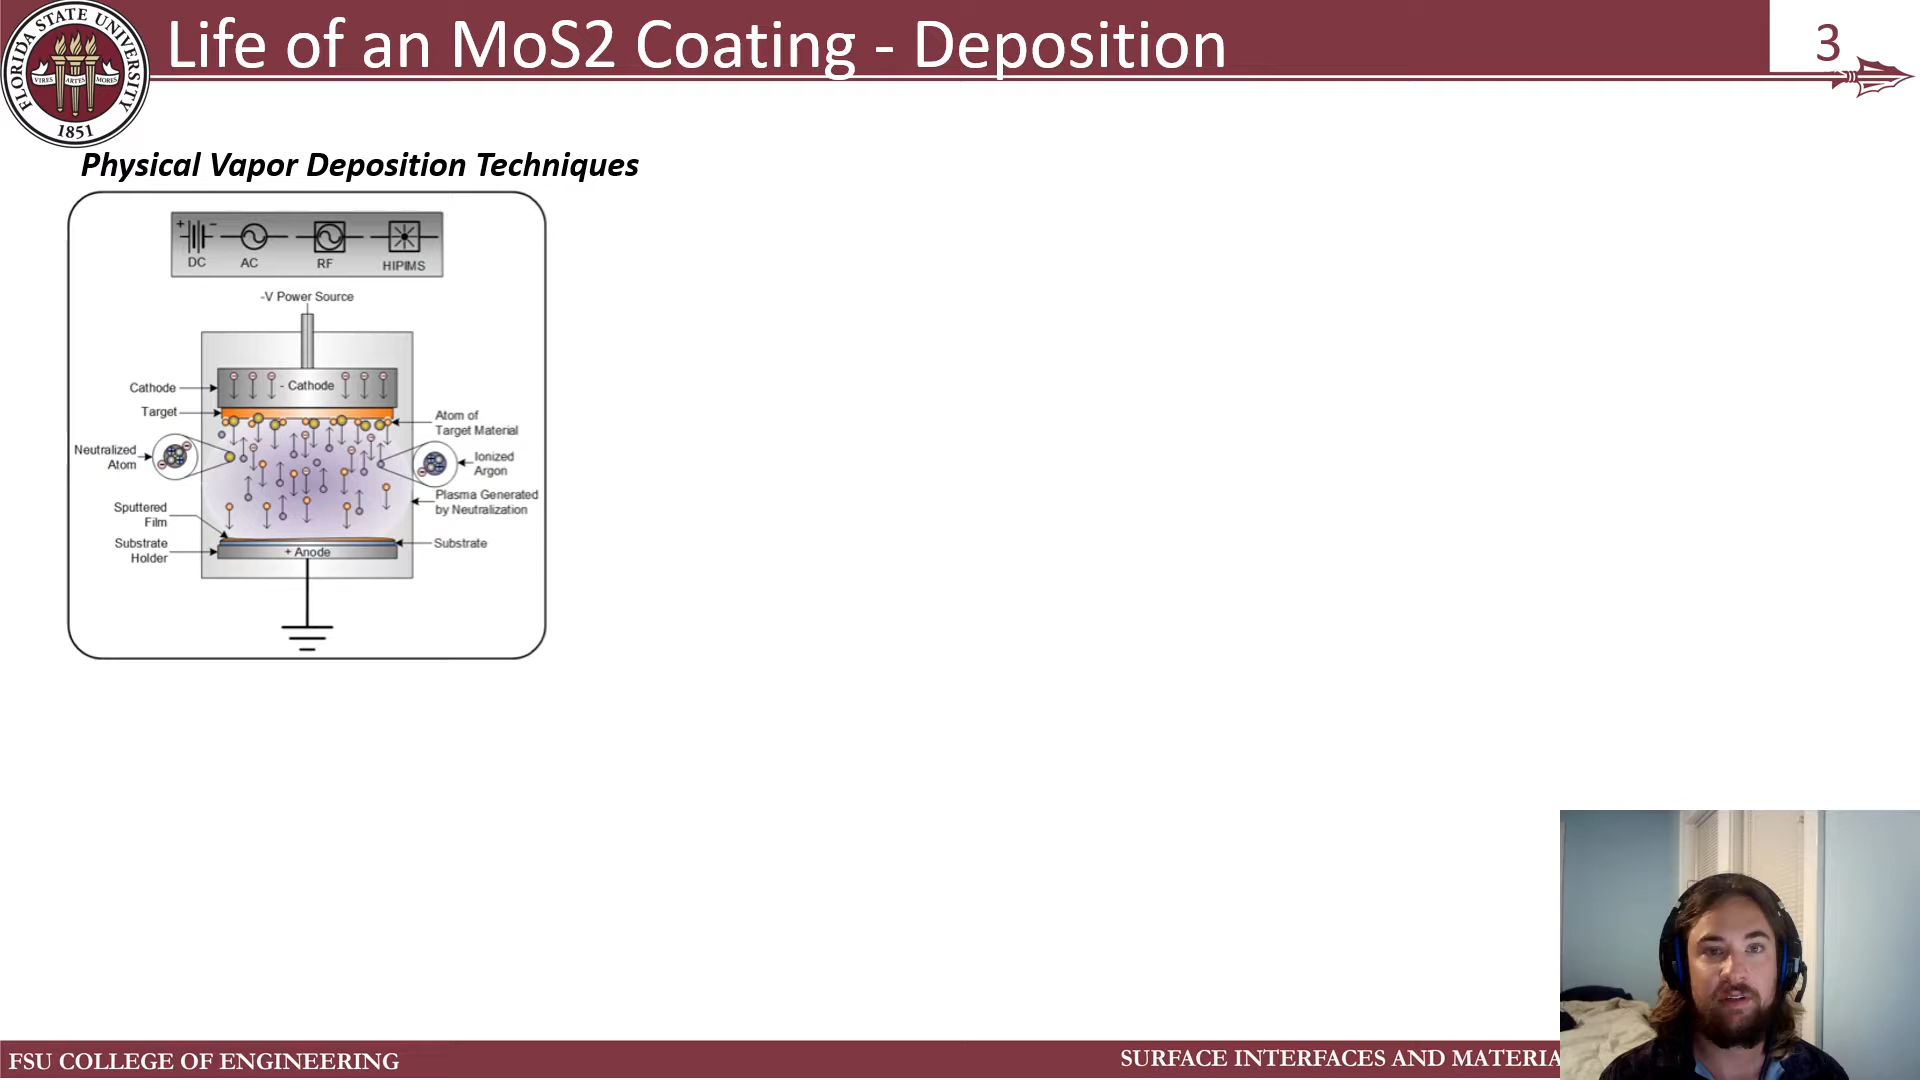 Life of an MoS2 Coating - Deposition
3
FLORIDA STATE UNIVERSITY
VIRES ARTES MORES
1851
Physical Vapor Deposition Techniques
+ −
DC AC RF HIPIMS
-V Power Source
Cathode
- Cathode
Target
Atom of
Target Material
Neutralized
Atom
Ionized
Argon
Plasma Generated
by Neutralization
Sputtered
Film
Substrate
Holder
+ Anode
Substrate
FSU COLLEGE OF ENGINEERING
SURFACE INTERFACES AND MATERIA